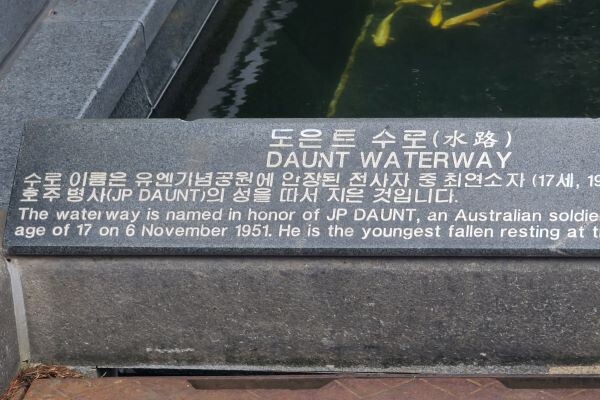 도은트 수로(水路)
DAUNT WATERWAY
수로 이름은 유엔기념공원에 안장된 전사자 중 최연소자 (17세, 19
호주 병사(JP DAUNT)의 성을 따서 지은 것입니다.
The waterway is named in honor of JP DAUNT, an Australian soldie
age of 17 on 6 November 1951. He is the youngest fallen resting at t